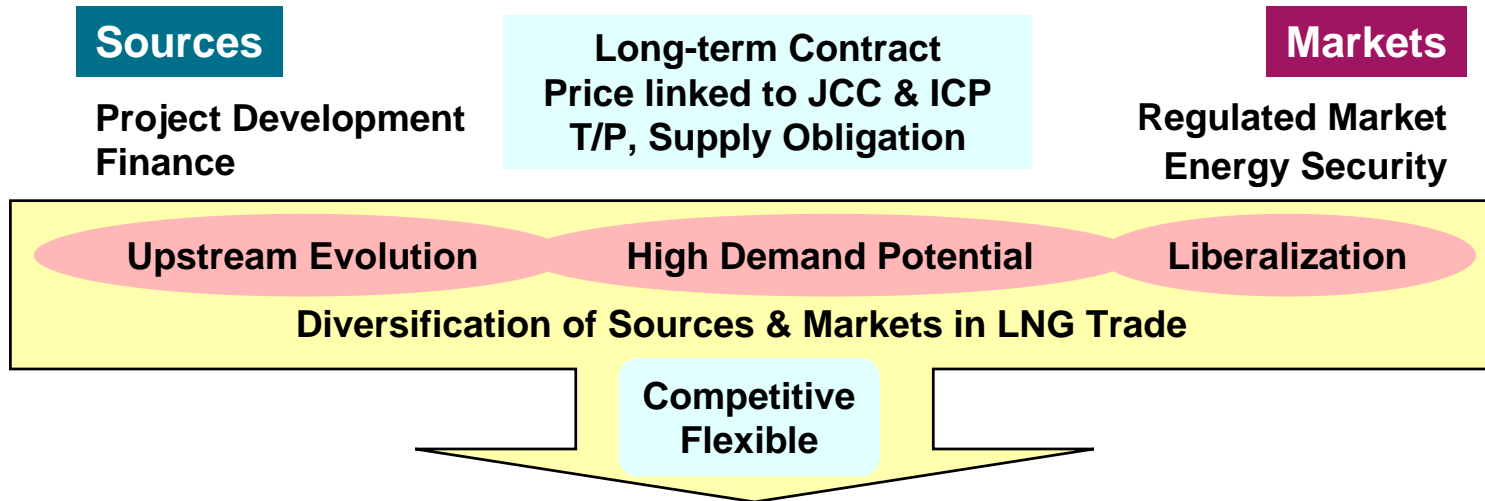 Sources
Project Development
Finance
Long-term Contract
Price linked to JCC & ICP
T/P, Supply Obligation
Markets
Regulated Market
Energy Security
Upstream Evolution
High Demand Potential
Liberalization
Diversification of Sources & Markets in LNG Trade
Competitive
Flexible